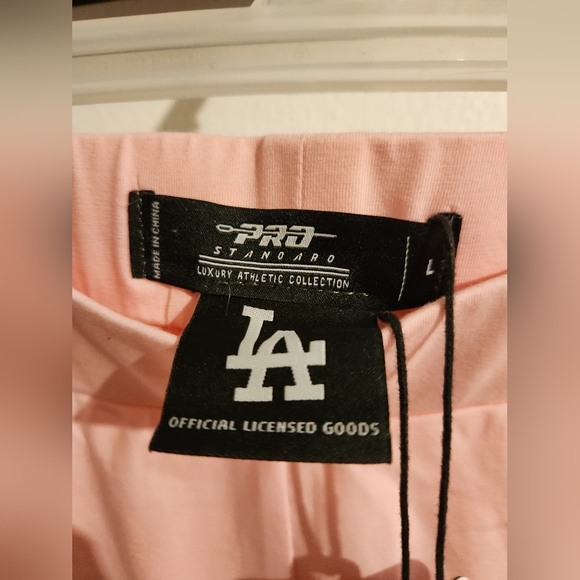 MADE IN CHINA
PRO
STANDARD
LUXURY ATHLETIC COLLECTION
L
LA
OFFICIAL LICENSED GOODS